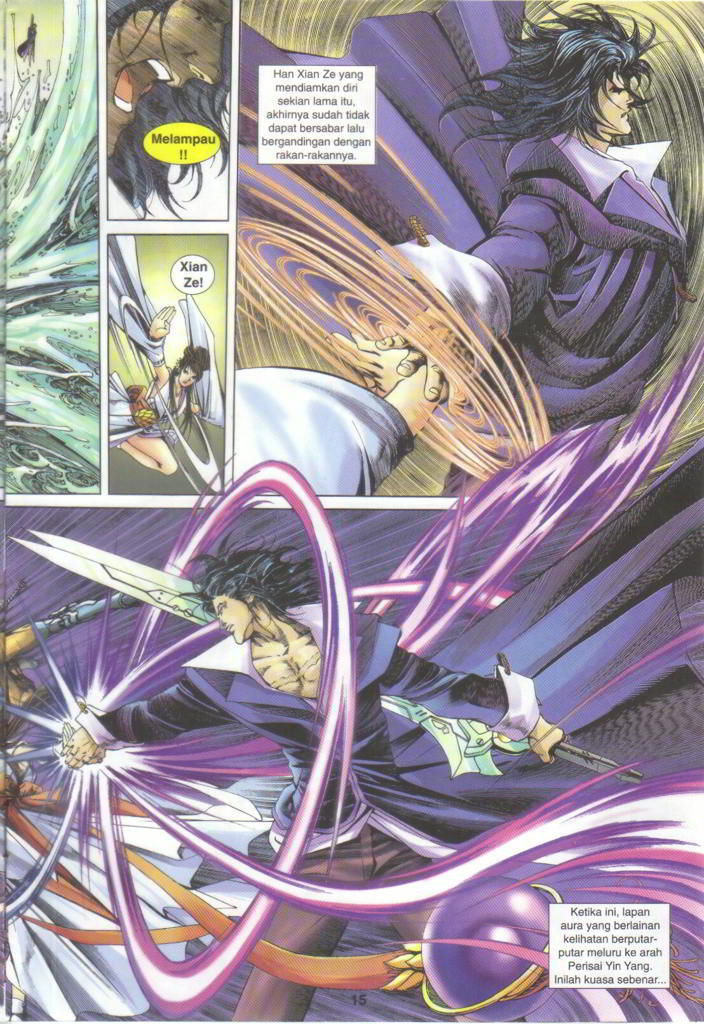 Melampau
!!
Han Xian Ze yang
mendiamkan diri
sekian lama itu,
akhirnya sudah tidak
dapat bersabar lalu
bergandingan dengan
rakan-rakannya.
Xian
Ze!
Ketika ini, lapan
aura yang berlainan
kelihatan berputar-
putar meluru ke arah
Perisai Yin Yang.
Inilah kuasa sebenar...
15